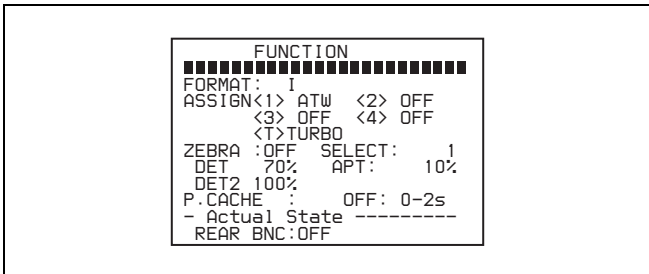 FUNCTION
FORMAT: I
ASSIGN<1> ATW <2> OFF
<3> OFF <4> OFF
<T>TURBO
ZEBRA :OFF SELECT: 1
DET 70% APT: 10%
DET2 100%
P.CACHE : OFF: 0-2s
- Actual State ---------
REAR BNC:OFF